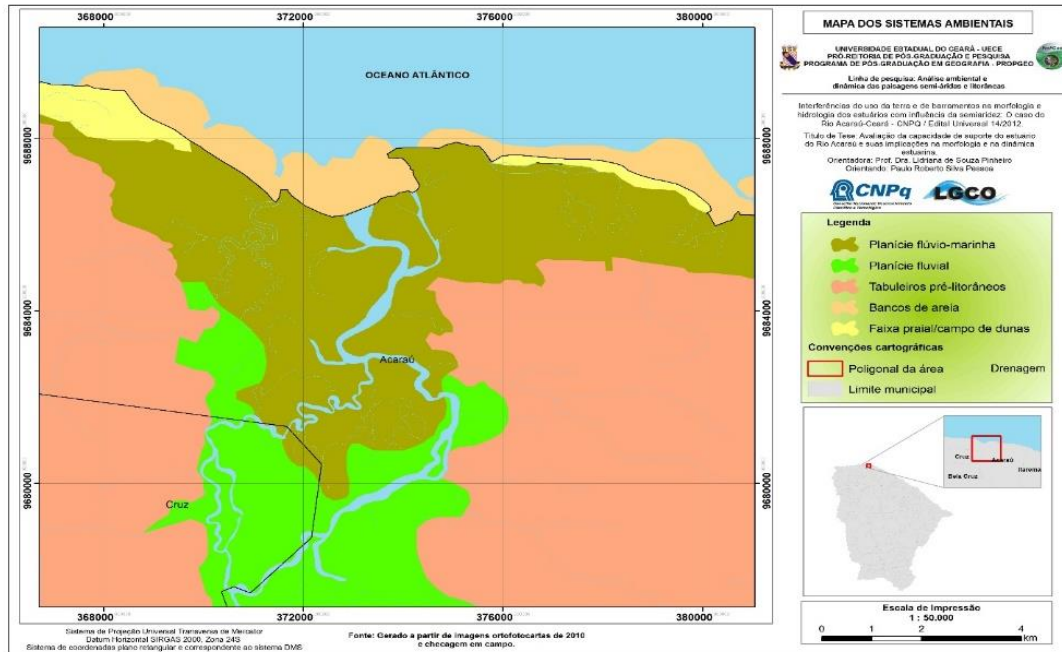 368000 372000 376000 380000
OCEANO ATLÂNTICO
9688000
9684000
9680000
9688000
9684000
9680000
Acaraú
Cruz
368000 372000 376000 380000
Sistema de Projeção Universal Transversa de Mercator
Datum Horizontal SIRGAS 2000, Zona 24S
Sistema de coordenadas plano retangular e correspondente ao sistema DMS
Fonte: Gerado a partir de imagens ortofotocartas de 2010
e checagem em campo.
MAPA DOS SISTEMAS AMBIENTAIS
UNIVERSIDADE ESTADUAL DO CEARÁ - UECE
PRÓ-REITORIA DE PÓS-GRADUAÇÃO E PESQUISA
PROGRAMA DE PÓS-GRADUAÇÃO EM GEOGRAFIA - PROPGEO
Linha de pesquisa: Análise ambiental e
dinâmica das paisagens semi-áridas e litorâneas
Interferências do uso da terra e de barramentos na morfologia e
hidrologia dos estuários com influência da semiaridez: O caso do
Rio Acaraú-Ceará - CNPQ / Edital Universal 14/2012
Título de Tese: Avaliação da capacidade de suporte do estuário
do Rio Acaraú e suas implicações na morfologia e na dinâmica
estuarina.
Orientadora: Prof. Dra. Lidriana de Souza Pinheiro
Orientando: Paulo Roberto Silva Pessoa
CNPq
LGCO
Legenda
Planície flúvio-marinha
Planície fluvial
Tabuleiros pré-litorâneos
Bancos de areia
Faixa praial/campo de dunas
Convenções cartográficas
Poligonal da área Drenagem
Limite municipal
Cruz Acaraú
Itarema
Bela Cruz
Escala de Impressão
1 : 50.000
0 1 2 4
km